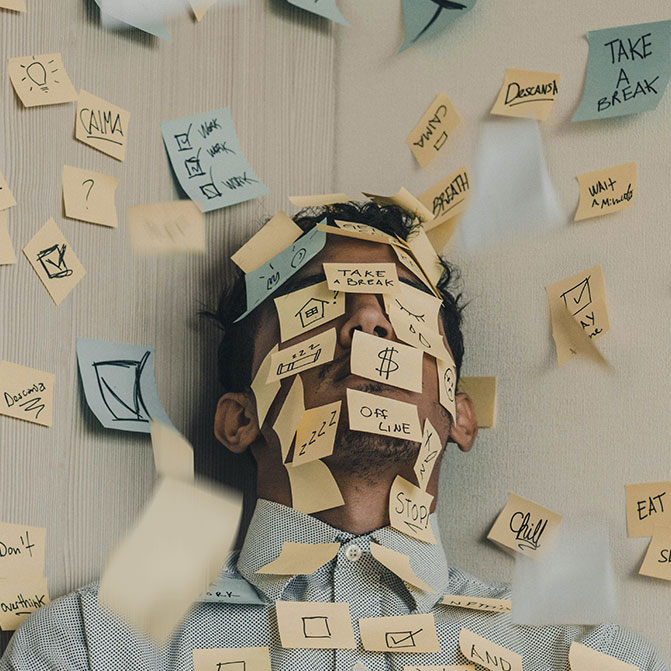 TAKE
A
BREAK
DESCANSA
CALMA
CALMA
WORK
WORK
WORK
?
BREATH
WAIT
A MINUTE
TAKE
A BREAK
?
$
ZZZ
OFF
LINE
ZZZZ
STOP!
Descansa
Chill
EAT
Don't
overthink
AND